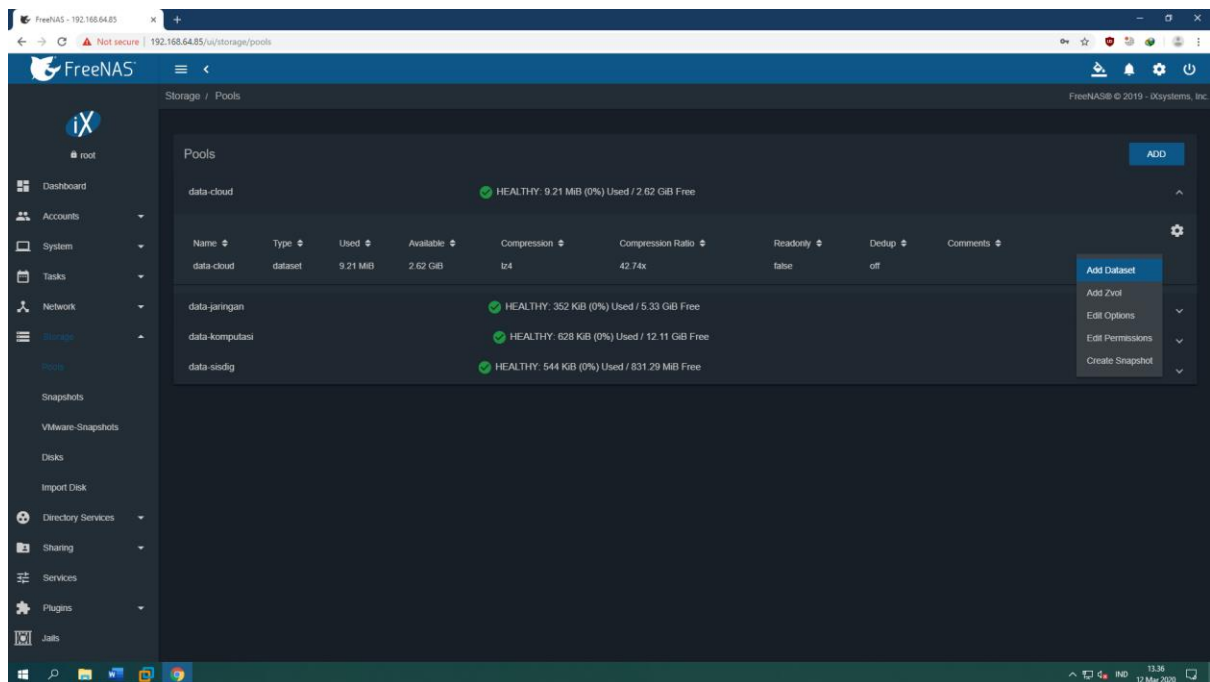 FreeNAS - 192.168.64.85
Not secure | 192.168.64.85/ui/storage/pools
FreeNAS
Storage / Pools
FreeNAS® © 2019 - iXsystems, Inc
iX
root
Dashboard
Accounts
System
Tasks
Network
Storage
Pools
Snapshots
VMware-Snapshots
Disks
Import Disk
Directory Services
Sharing
Services
Plugins
Jails
Pools
ADD
data-cloud HEALTHY: 9.21 MiB (0%) Used / 2.62 GiB Free
Name Type Used Available Compression Compression Ratio Readonly Dedup Comments
data-cloud dataset 9.21 MiB 2.62 GiB lz4 42.74x false off
Add Dataset
Add Zvol
Edit Options
Edit Permissions
Create Snapshot
data-jaringan HEALTHY: 352 KiB (0%) Used / 5.33 GiB Free
data-komputasi HEALTHY: 628 KiB (0%) Used / 12.11 GiB Free
data-sisdig HEALTHY: 544 KiB (0%) Used / 831.29 MiB Free
IND
13.36
12 Mar 2020